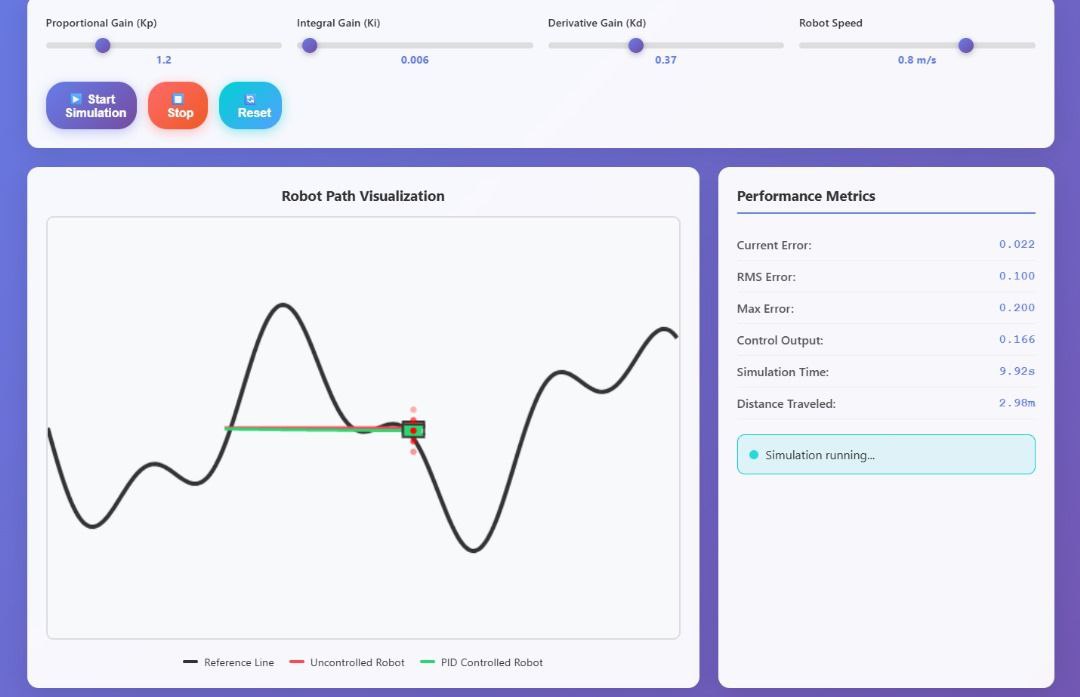 Proportional Gain (Kp)
1.2
Integral Gain (Ki)
0.006
Derivative Gain (Kd)
0.37
Robot Speed
0.8 m/s
Start
Simulation
Stop
Reset
Robot Path Visualization
Reference Line
Uncontrolled Robot
PID Controlled Robot
Performance Metrics
Current Error: 0.022
RMS Error: 0.100
Max Error: 0.200
Control Output: 0.166
Simulation Time: 9.92s
Distance Traveled: 2.98m
Simulation running...